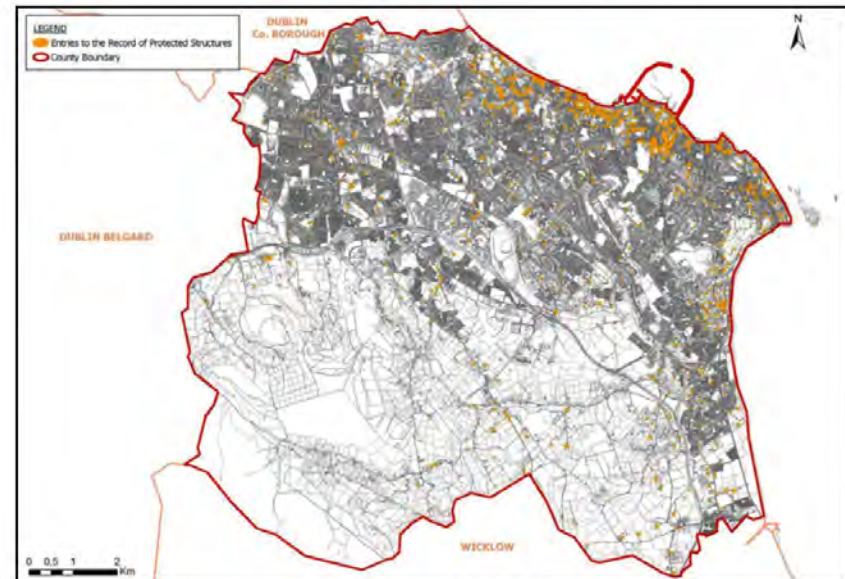 LEGEND
Entries to the Record of Protected Structures
County Boundary
DUBLIN
Co. BOROUGH
N
DUBLIN BELGARD
WICKLOW
0 0,5 1 2
Km